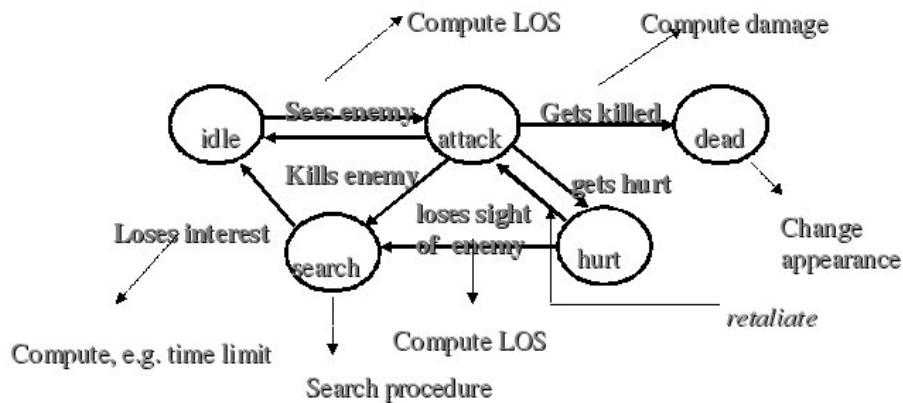 Compute LOS
Compute damage
Sees enemy
Gets killed
idle
attack
dead
Kills enemy
gets hurt
Loses interest
loses sight
of enemy
search
hurt
Change
appearance
retaliate
Compute, e.g. time limit
Compute LOS
Search procedure